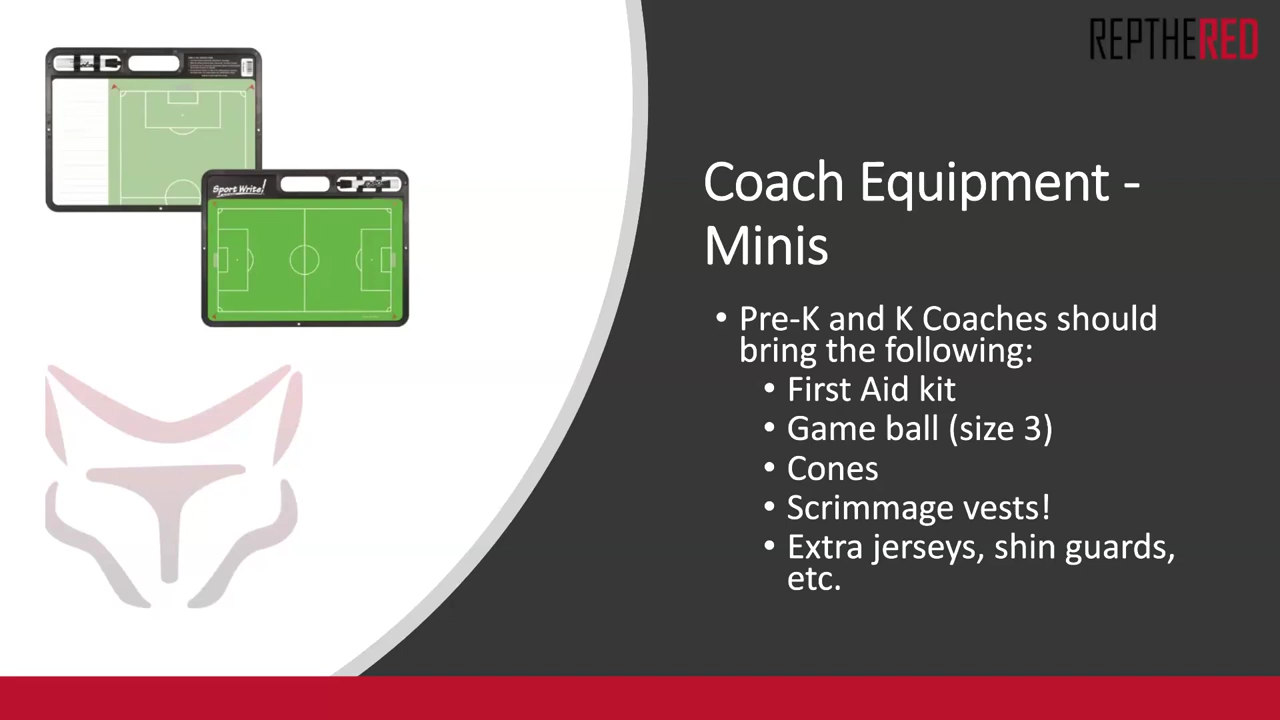 REPTHERED
Sport Write!
Coach Equipment -
Minis
• Pre-K and K Coaches should
bring the following:
• First Aid kit
• Game ball (size 3)
• Cones
• Scrimmage vests!
• Extra jerseys, shin guards,
etc.